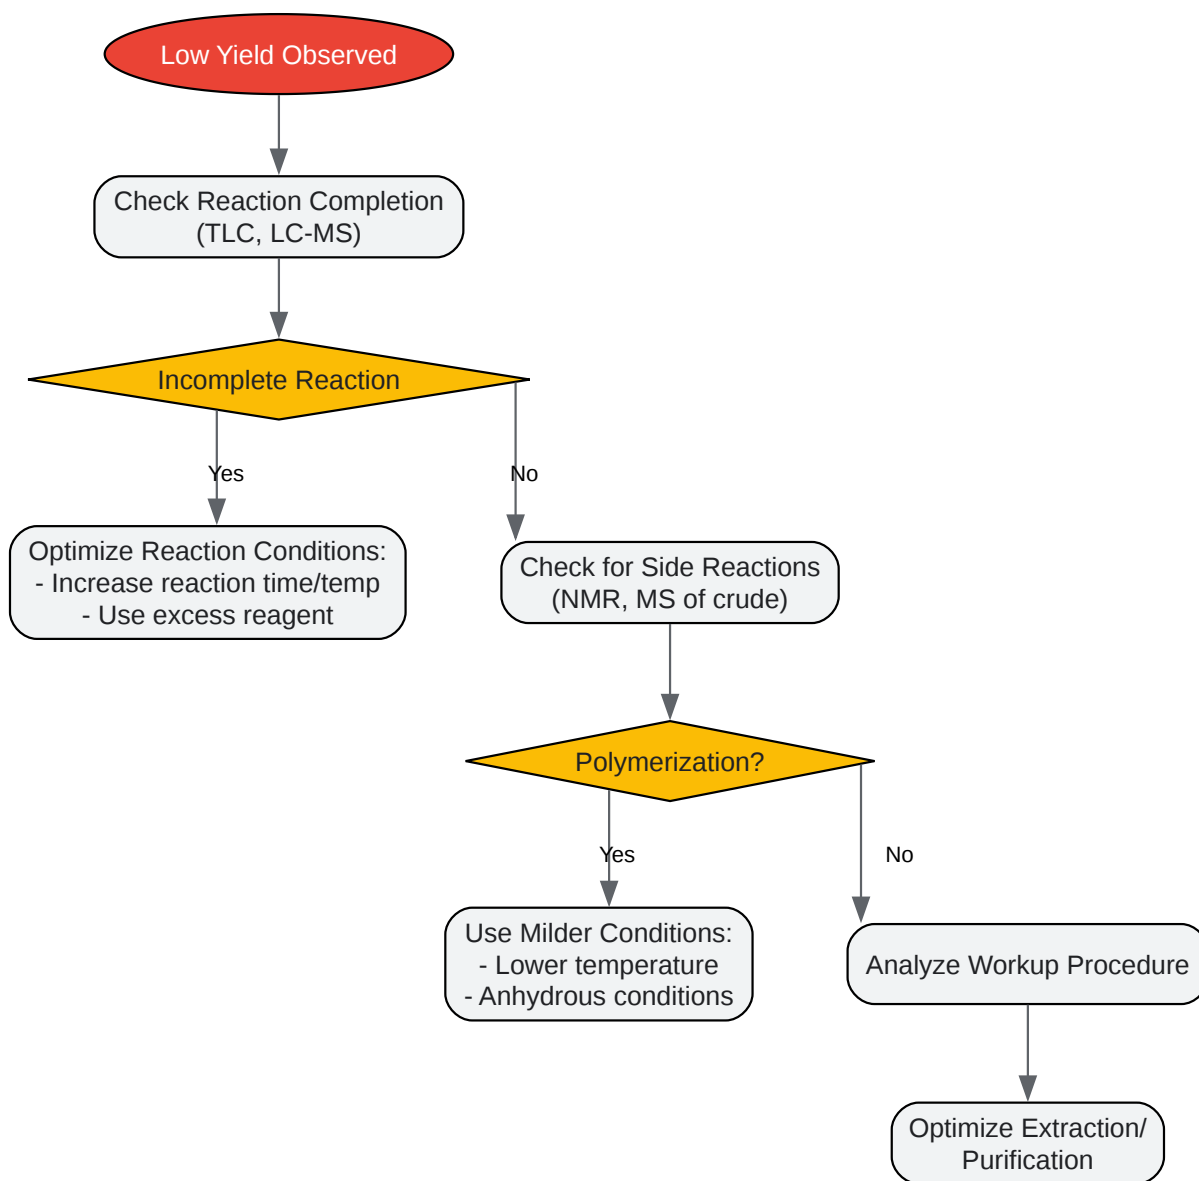 Low Yield Observed
Check Reaction Completion
(TLC, LC-MS)
Incomplete Reaction
Yes
No
Optimize Reaction Conditions:
- Increase reaction time/temp
- Use excess reagent
Check for Side Reactions
(NMR, MS of crude)
Polymerization?
Yes
No
Use Milder Conditions:
- Lower temperature
- Anhydrous conditions
Analyze Workup Procedure
Optimize Extraction/
Purification